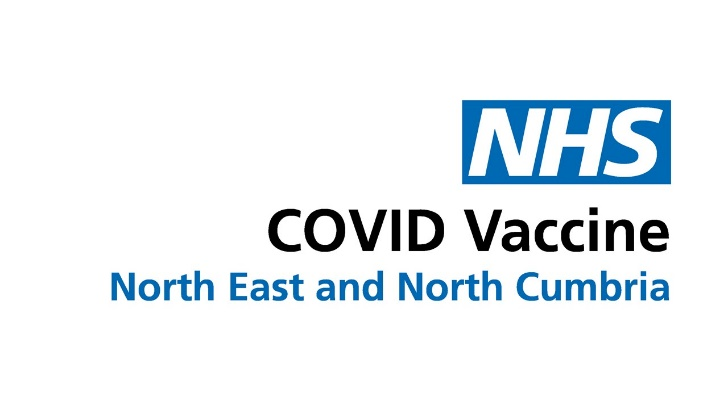 NHS
COVID Vaccine
North East and North Cumbria